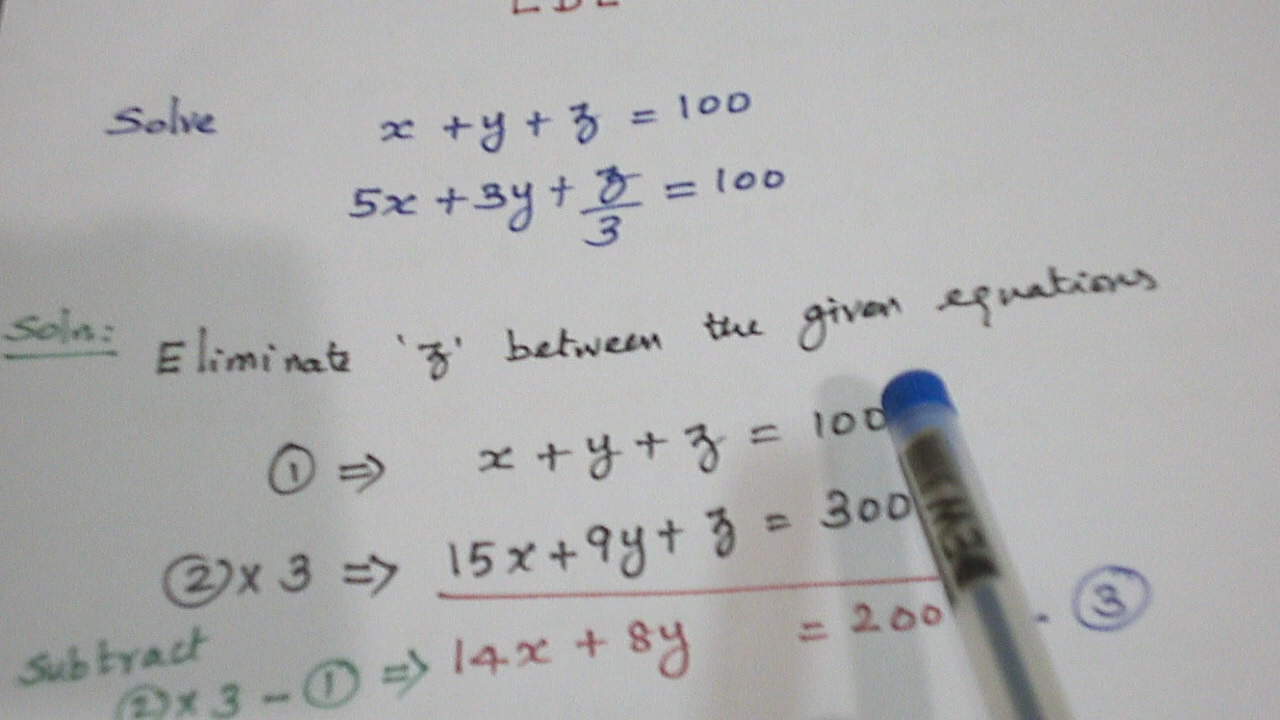 Solve x + y + z = 100
5x + 3y + z/3 = 100
Soln: Eliminate 'z' between the given equations
① ⇒ x + y + z = 100
② x 3 ⇒ 15x + 9y + z = 300
Subtract
② x 3 - ① ⇒ 14x + 8y = 200 - ③